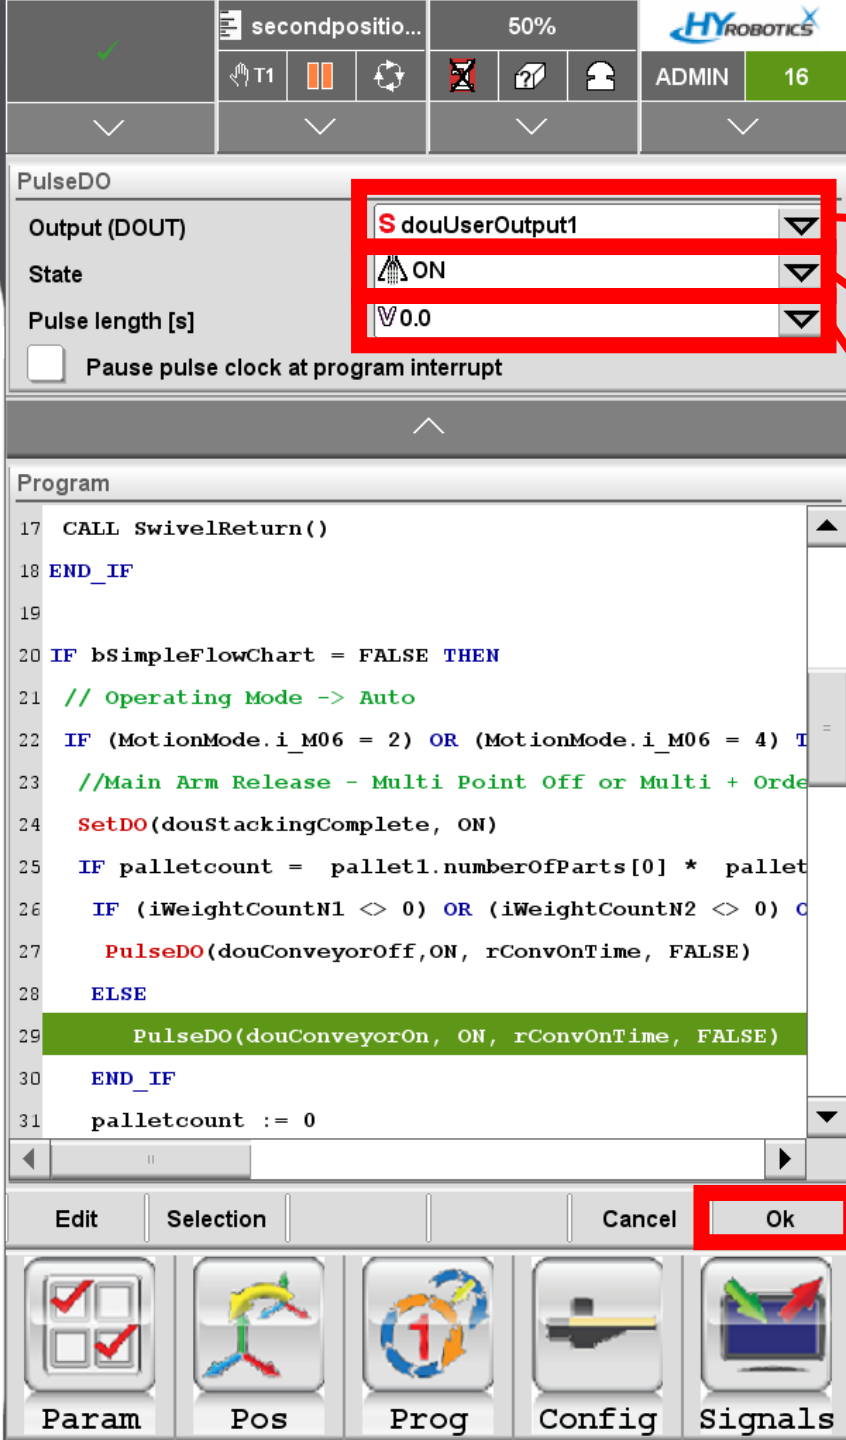 secondpositio...
50%
HYROBOTICS
T1
ADMIN
16
PulseDO
Output (DOUT)
S douUserOutput1
State
ON
Pulse length [s]
V 0.0
Pause pulse clock at program interrupt
Program
17 CALL SwivelReturn()
18 END_IF
19
20 IF bSimpleFlowChart = FALSE THEN
21 // Operating Mode -> Auto
22 IF (MotionMode.i_M06 = 2) OR (MotionMode.i_M06 = 4) T
23 //Main Arm Release - Multi Point Off or Multi + Orde
24 SetDO(douStackingComplete, ON)
25 IF palletcount = pallet1.numberOfParts[0] * pallet
26 IF (iWeightCountN1 <> 0) OR (iWeightCountN2 <> 0) O
27 PulseDO(douConveyorOff,ON, rConvOnTime, FALSE)
28 ELSE
29 PulseDO(douConveyorOn, ON, rConvOnTime, FALSE)
30 END_IF
31 palletcount := 0
Edit Selection Cancel Ok
1
Param Pos Prog Config Signals